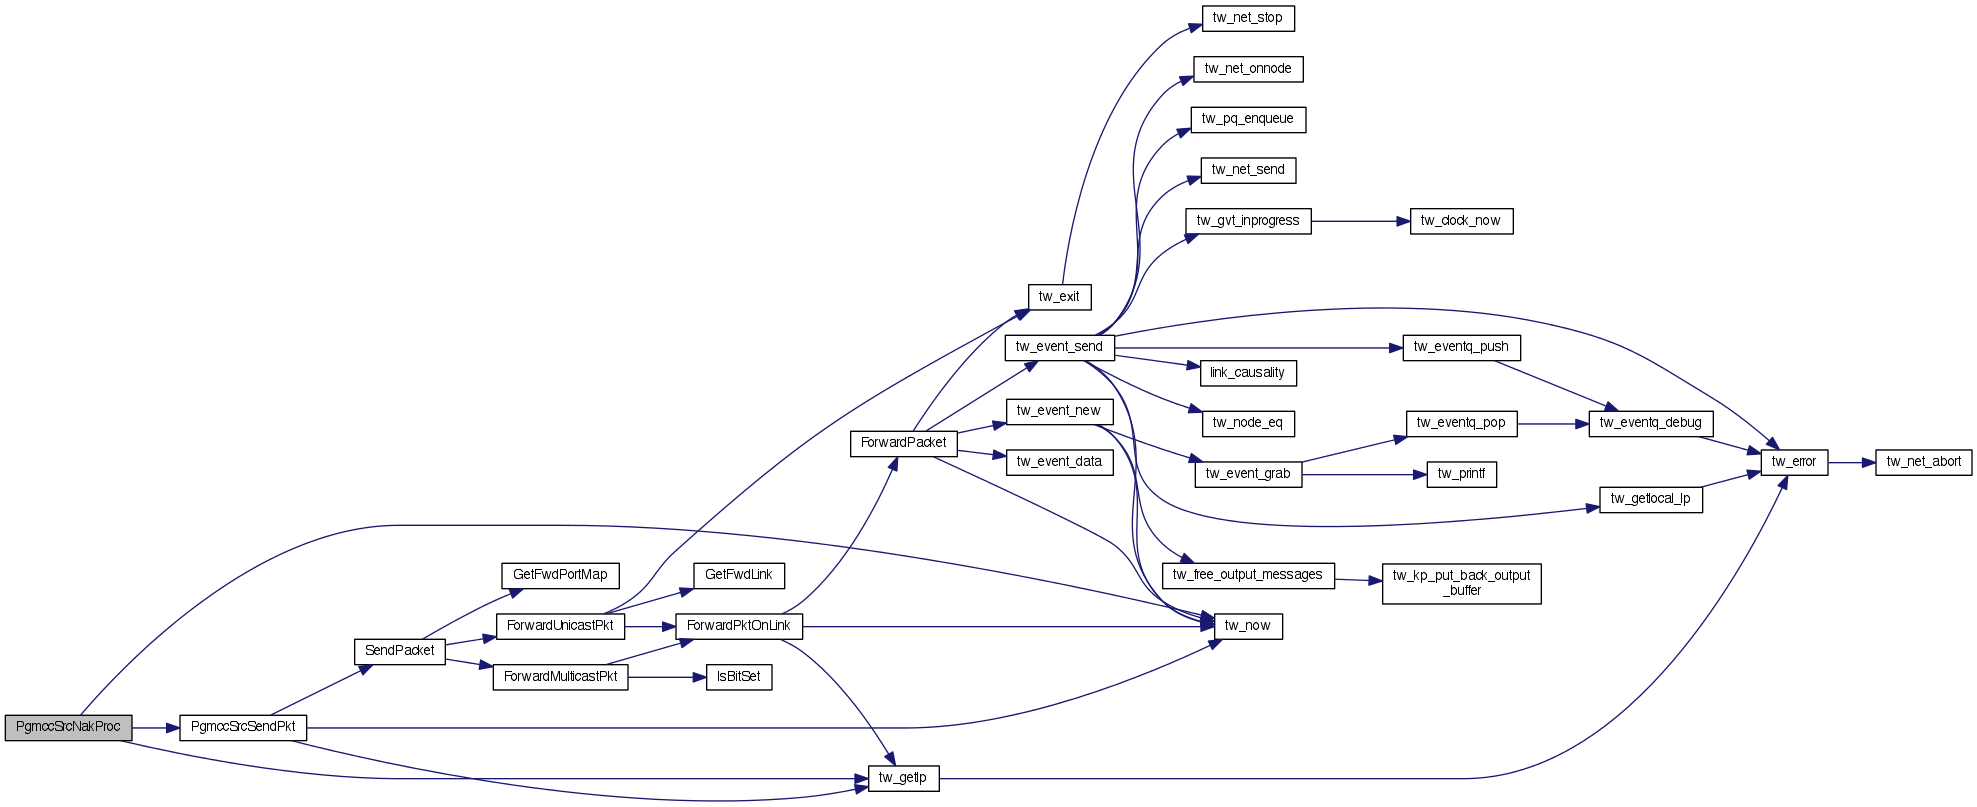 tw_net_stop
tw_net_onnode
tw_pq_enqueue
tw_net_send
tw_gvt_inprogress
tw_clock_now
tw_exit
tw_event_send
tw_eventq_push
link_causality
tw_event_new
tw_node_eq
tw_eventq_pop
tw_eventq_debug
ForwardPacket
tw_event_data
tw_event_grab
tw_printf
tw_error
tw_net_abort
tw_getlocal_lp
GetFwdPortMap
GetFwdLink
tw_free_output_messages
tw_kp_put_back_output
_buffer
ForwardUnicastPkt
ForwardPktOnLink
tw_now
SendPacket
ForwardMulticastPkt
IsBitSet
PgmccSrcNakProc
PgmccSrcSendPkt
tw_getlp